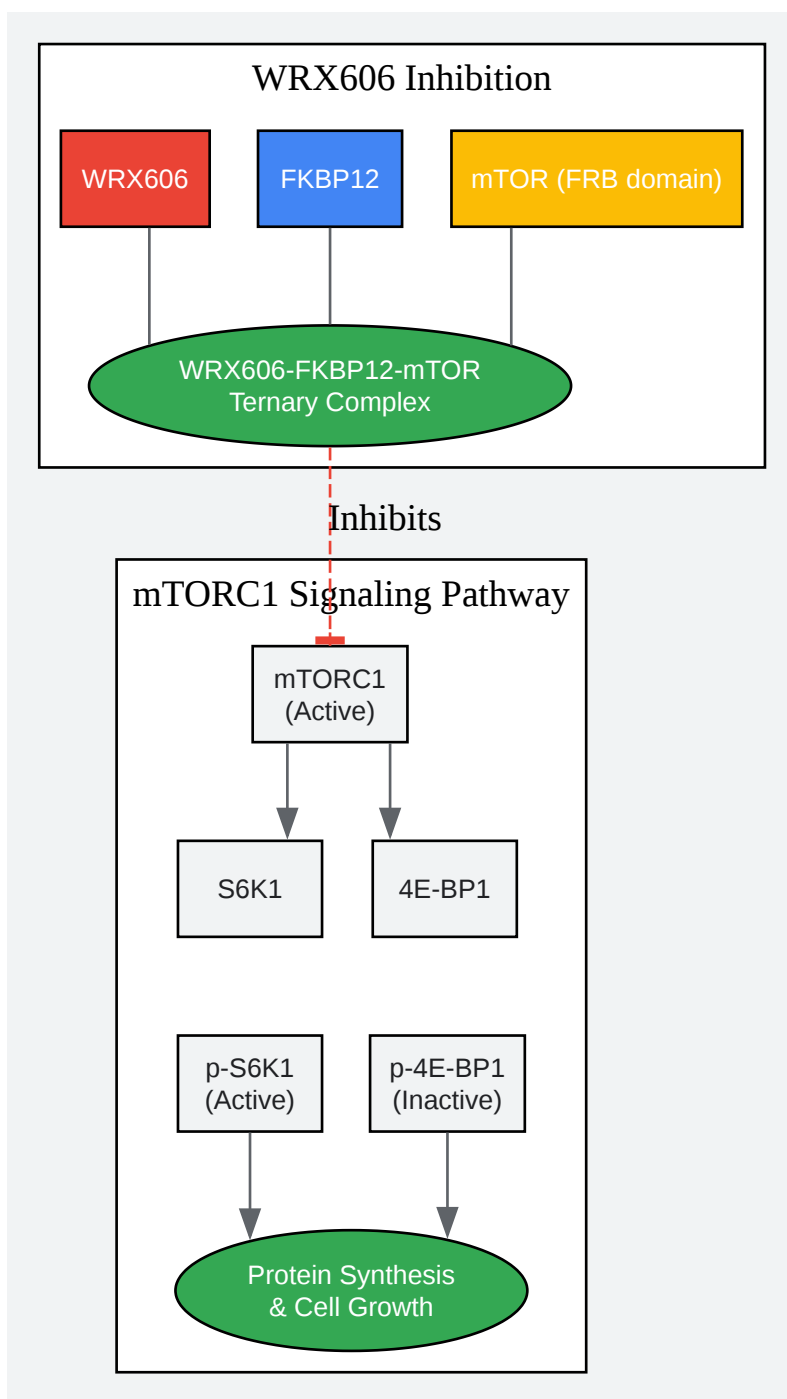 WRX606 Inhibition
WRX606
FKBP12
mTOR (FRB domain)
WRX606-FKBP12-mTOR
Ternary Complex
Inhibits
mTORC1 Signaling Pathway
mTORC1
(Active)
S6K1
4E-BP1
p-S6K1
(Active)
p-4E-BP1
(Inactive)
Protein Synthesis
& Cell Growth